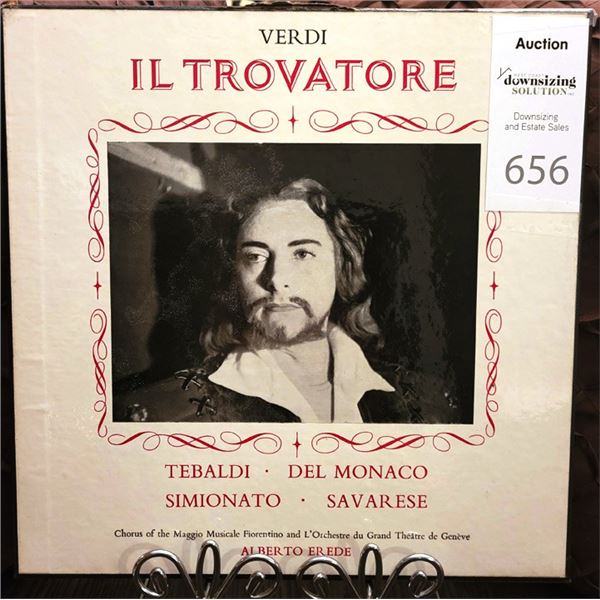 VERDI
IL TROVATORE
Auction
downsizing
SOLUTION
Downsizing
and Estate Sales
656
TEBALDI · DEL MONACO
SIMIONATO · SAVARESE
Chorus of the Maggio Musicale Fiorentino and L'Orchestre du Grand Théâtre de Genève
ALBERTO EREDE